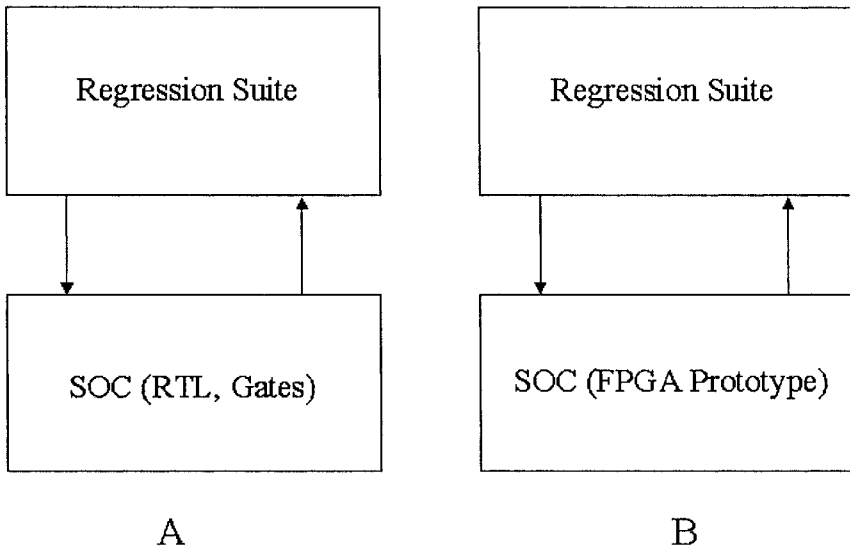 Regression Suite
Regression Suite
SOC (RTL, Gates)
SOC (FPGA Prototype)
A
B